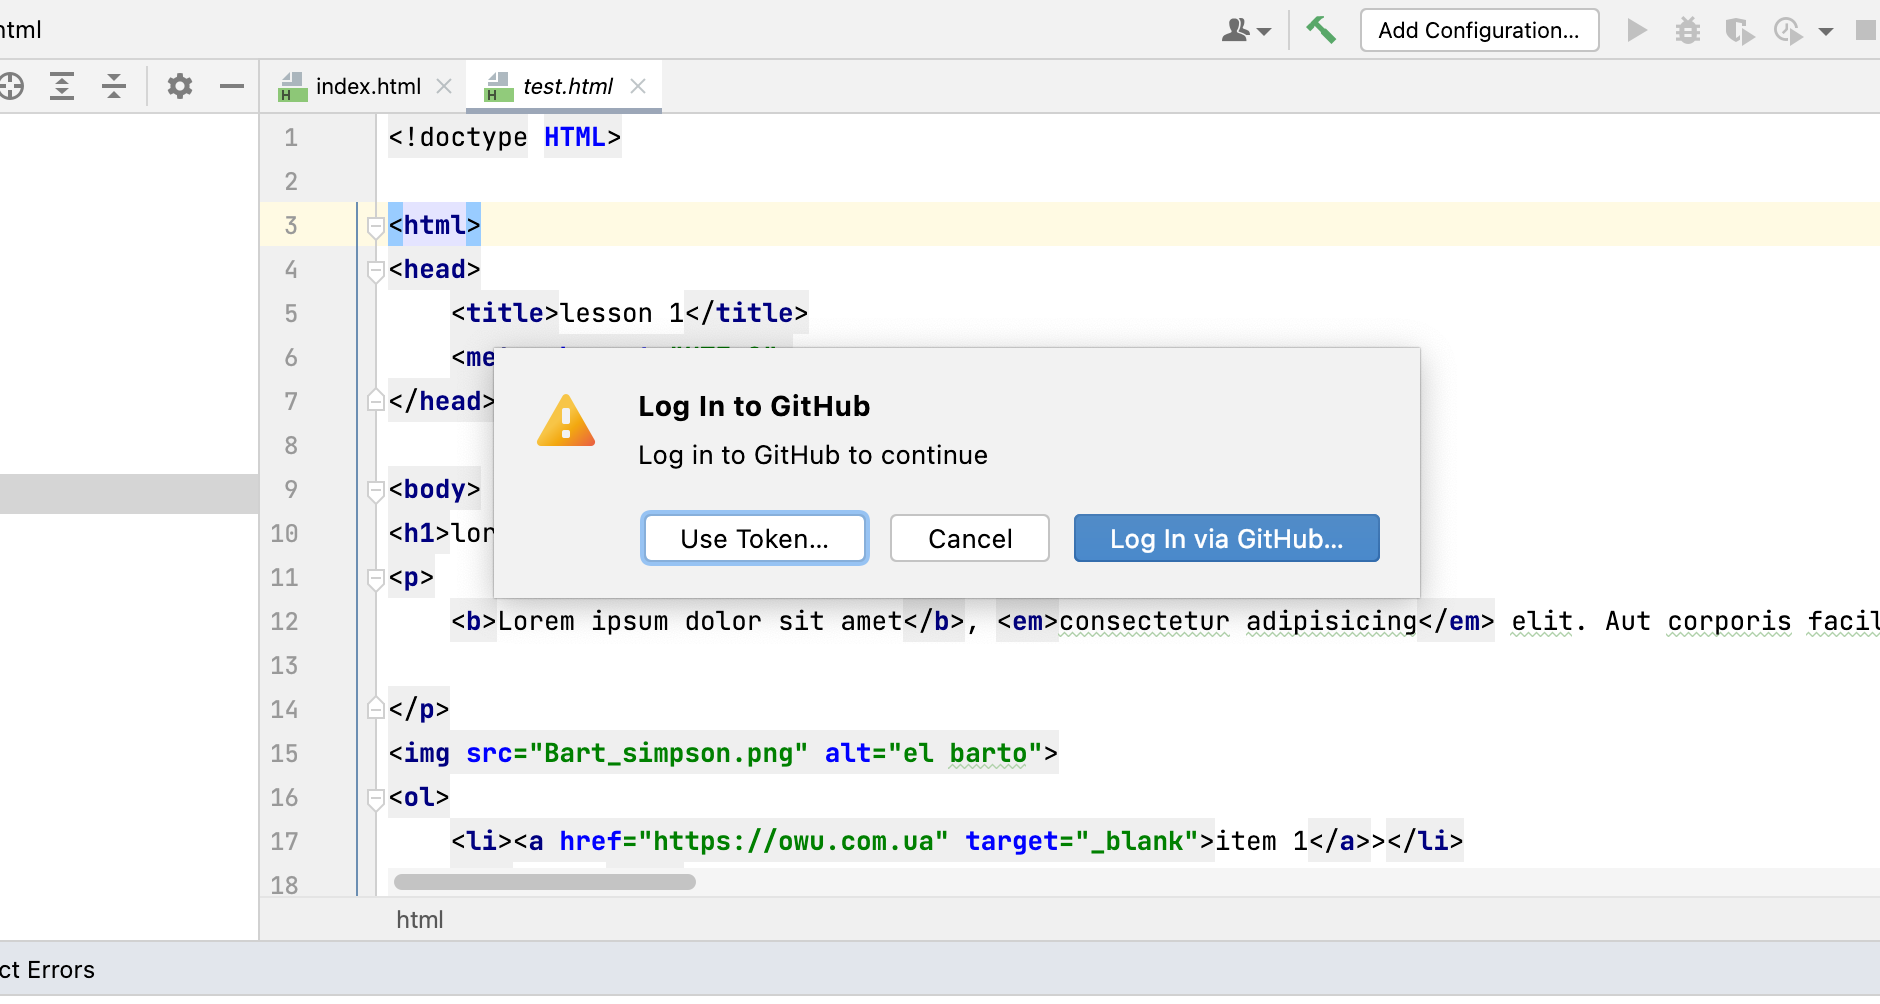 html
Add Configuration...
index.html
test.html
1 <!doctype HTML>
2
3 <html>
4 <head>
5 <title>lesson 1</title>
6 <me
7 </head>
8
9 <body>
10 <h1>lor
11 <p>
12 <b>Lorem ipsum dolor sit amet</b>, <em>consectetur adipisicing</em> elit. Aut corporis facil
13
14 </p>
15 <img src="Bart_simpson.png" alt="el barto">
16 <ol>
17 <li><a href="https://owu.com.ua" target="_blank">item 1</a>></li>
18
Log In to GitHub
Log in to GitHub to continue
Use Token...
Cancel
Log In via GitHub...
html
ct Errors